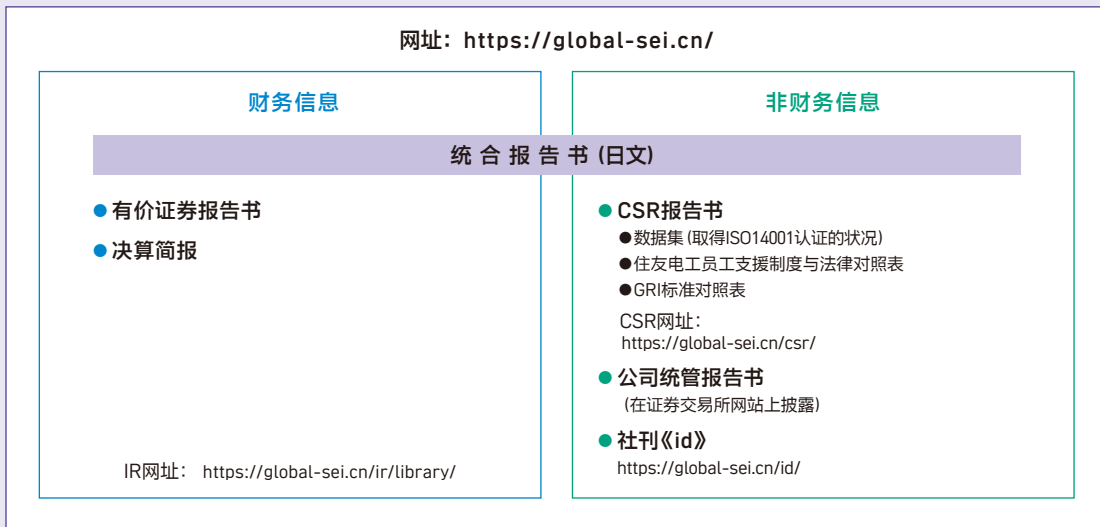 网址：https://global-sei.cn/
财务信息
非财务信息
统合报告书(日文)
●有价证券报告书
●决算简报
IR网址： https://global-sei.cn/ir/library/
●CSR报告书
●数据集(取得ISO14001认证的状况)
●住友电工员工支援制度与法律对照表
●GRI标准对照表
CSR网址：
https://global-sei.cn/csr/
●公司统管报告书
(在证券交易所网站上披露)
●社刊《id》
https://global-sei.cn/id/